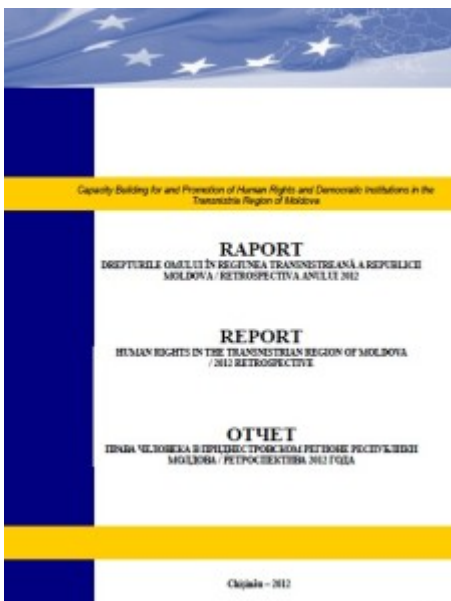 Capacity Building for and Promotion of Human Rights and Democratic Institutions in the
Transnistria Region of Moldova
RAPORT
DREPTURILE OMULUI ÎN REGIUNEA TRANSNISTREANĂ A REPUBLICII
MOLDOVA / RETROSPECTIVA ANULUI 2012
REPORT
HUMAN RIGHTS IN THE TRANSNISTRIAN REGION OF MOLDOVA
/ 2012 RETROSPECTIVE
ОТЧЕТ
ПРАВА ЧЕЛОВЕКА В ПРИДНЕСТРОВСКОМ РЕГИОНЕ РЕСПУБЛИКИ
МОЛДОВА / РЕТРОСПЕКТИВА 2012 ГОДА
Chişinău – 2012